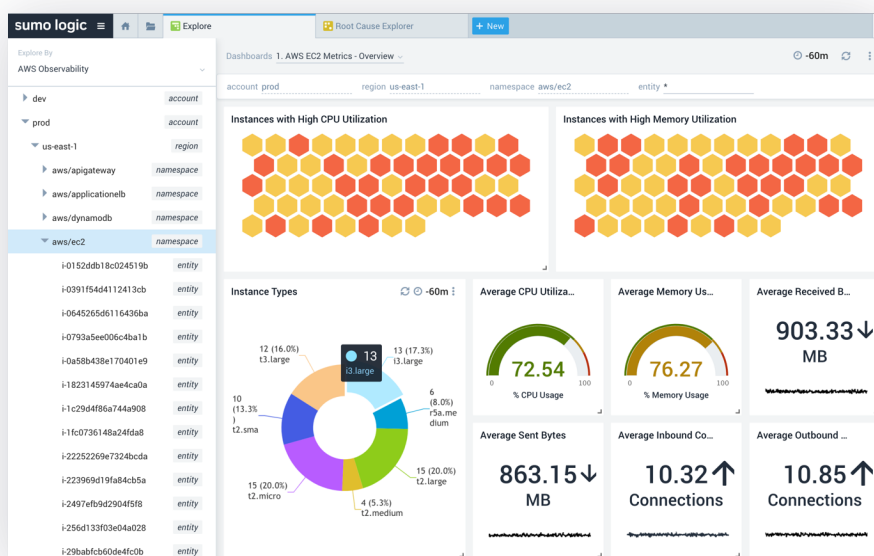 sumo logic
Explore
Root Cause Explorer
+ New
Explore By
AWS Observability
dev account
prod account
us-east-1 region
aws/apigateway namespace
aws/applicationelb namespace
aws/dynamodb namespace
aws/ec2 namespace
i-0152ddb18c024519b entity
i-0391f54d4112413cb entity
i-0645265d6116436ba entity
i-0793a5ee006c4ba1b entity
i-0a58b438e170401e9 entity
i-1823145974ae4ca0a entity
i-1c29d4f86a744a908 entity
i-1fc0736148a24fda8 entity
i-22252269e7324bcda entity
i-223969d19fa84cb5a entity
i-2497efb9d2904f5f8 entity
i-256d133f03e04a028 entity
i-29babfcb60de4fc0b entity
Dashboards 1. AWS EC2 Metrics - Overview
-60m
account prod region us-east-1 namespace aws/ec2 entity *
Instances with High CPU Utilization
Instances with High Memory Utilization
Instance Types -60m
12 (16.0%)
t3.large
13
i3.large
13 (17.3%)
i3.large
6
(8.0%)
r5a.me
dium
10
(13.3%
)
t2.sma
15 (20.0%)
t2.large
15 (20.0%)
t2.micro
4 (5.3%)
t2.medium
Average CPU Utiliza...
72.54
0 100
% CPU Usage
Average Memory Us...
76.27
0 100
% Memory Usage
Average Received B...
903.33
MB
Average Sent Bytes
863.15
MB
Average Inbound Co...
10.32
Connections
Average Outbound ...
10.85
Connections